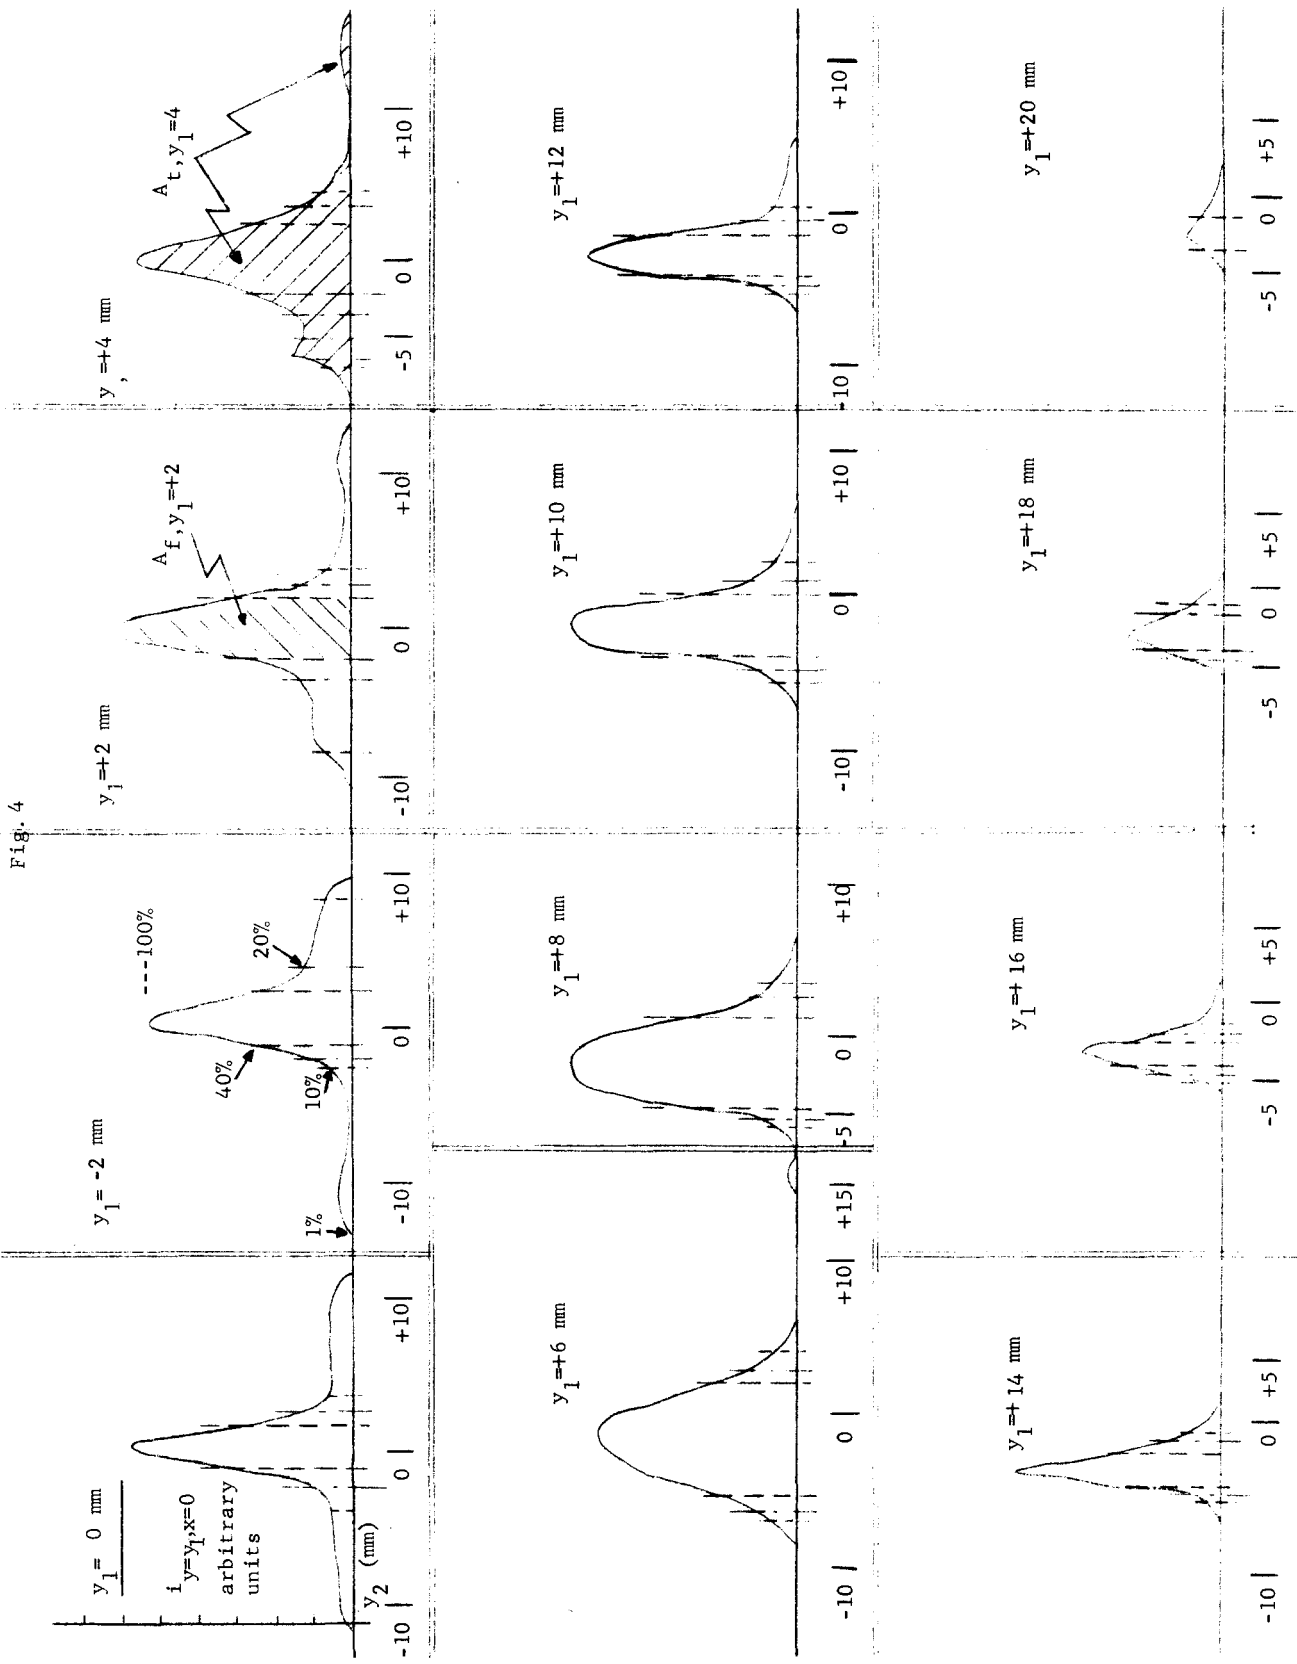 Fig. 4
y1= 0 mm
i y=y1,x=0
arbitrary
units
y2 (mm)
-10| 0| +10|
y1= -2 mm
---100%
40%
20%
10%
1%
-10| 0| +10|
y1=+2 mm
Af,y1=+2
-10| 0| +10|
y,=+4 mm
At,y1=4
-5| 0| +10|
y1=+6 mm
-10| 0| +10| +15|
y1=+8 mm
-5| 0| +10|
y1=+10 mm
-10| 0| +10|
y1=+12 mm
-10| 0| +10|
y1=+14 mm
-10| 0| +5|
y1=+16 mm
-5| 0| +5|
y1=+18 mm
-5| 0| +5|
y1=+20 mm
-5| 0| +5|